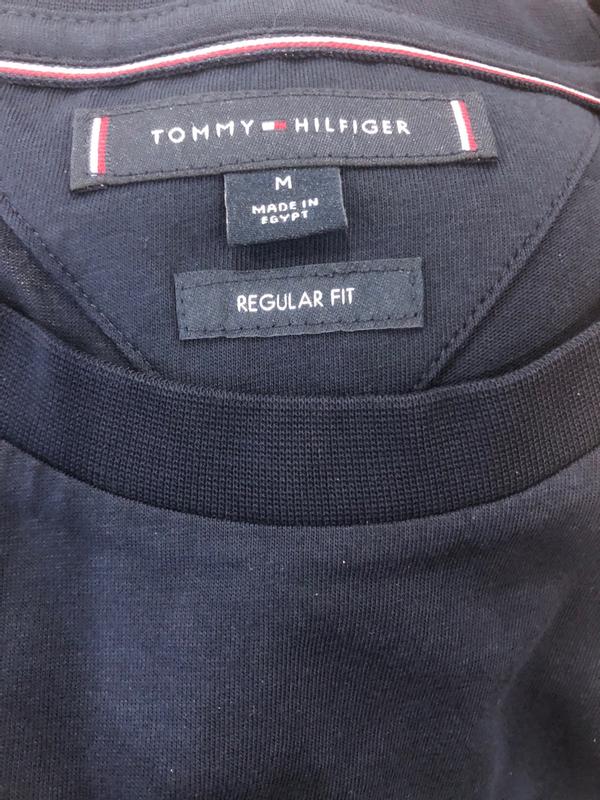 TOMMY HILFIGER
M
MADE IN
EGYPT
REGULAR FIT